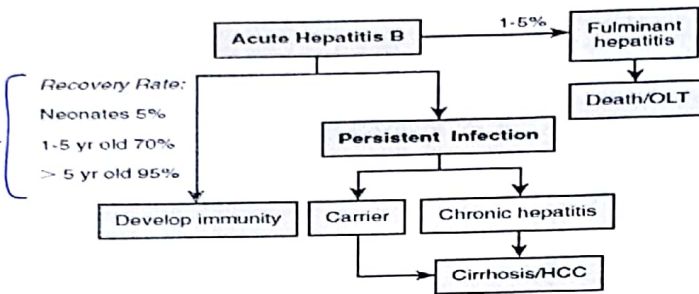 Acute Hepatitis B
1-5%
Fulminant
hepatitis
Death/OLT
Recovery Rate:
Neonates 5%
1-5 yr old 70%
> 5 yr old 95%
Persistent Infection
Develop immunity
Carrier
Chronic hepatitis
Cirrhosis/HCC